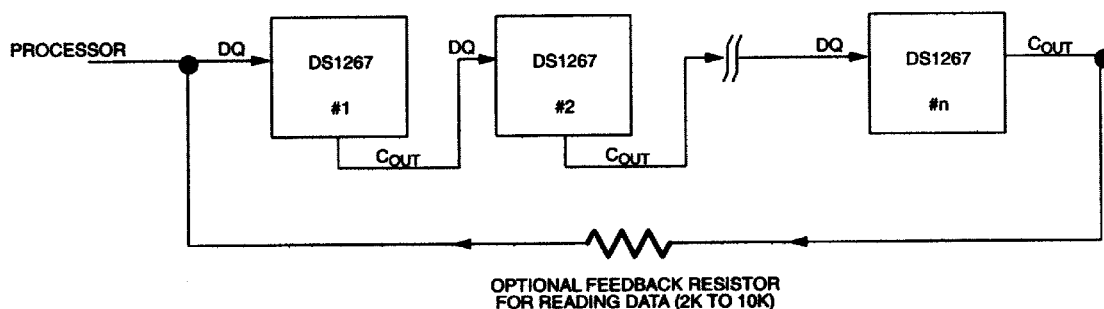 PROCESSOR
DQ
DS1267
#1
COUT
DQ
DS1267
#2
COUT
DQ
DS1267
#n
COUT
OPTIONAL FEEDBACK RESISTOR
FOR READING DATA (2K TO 10K)